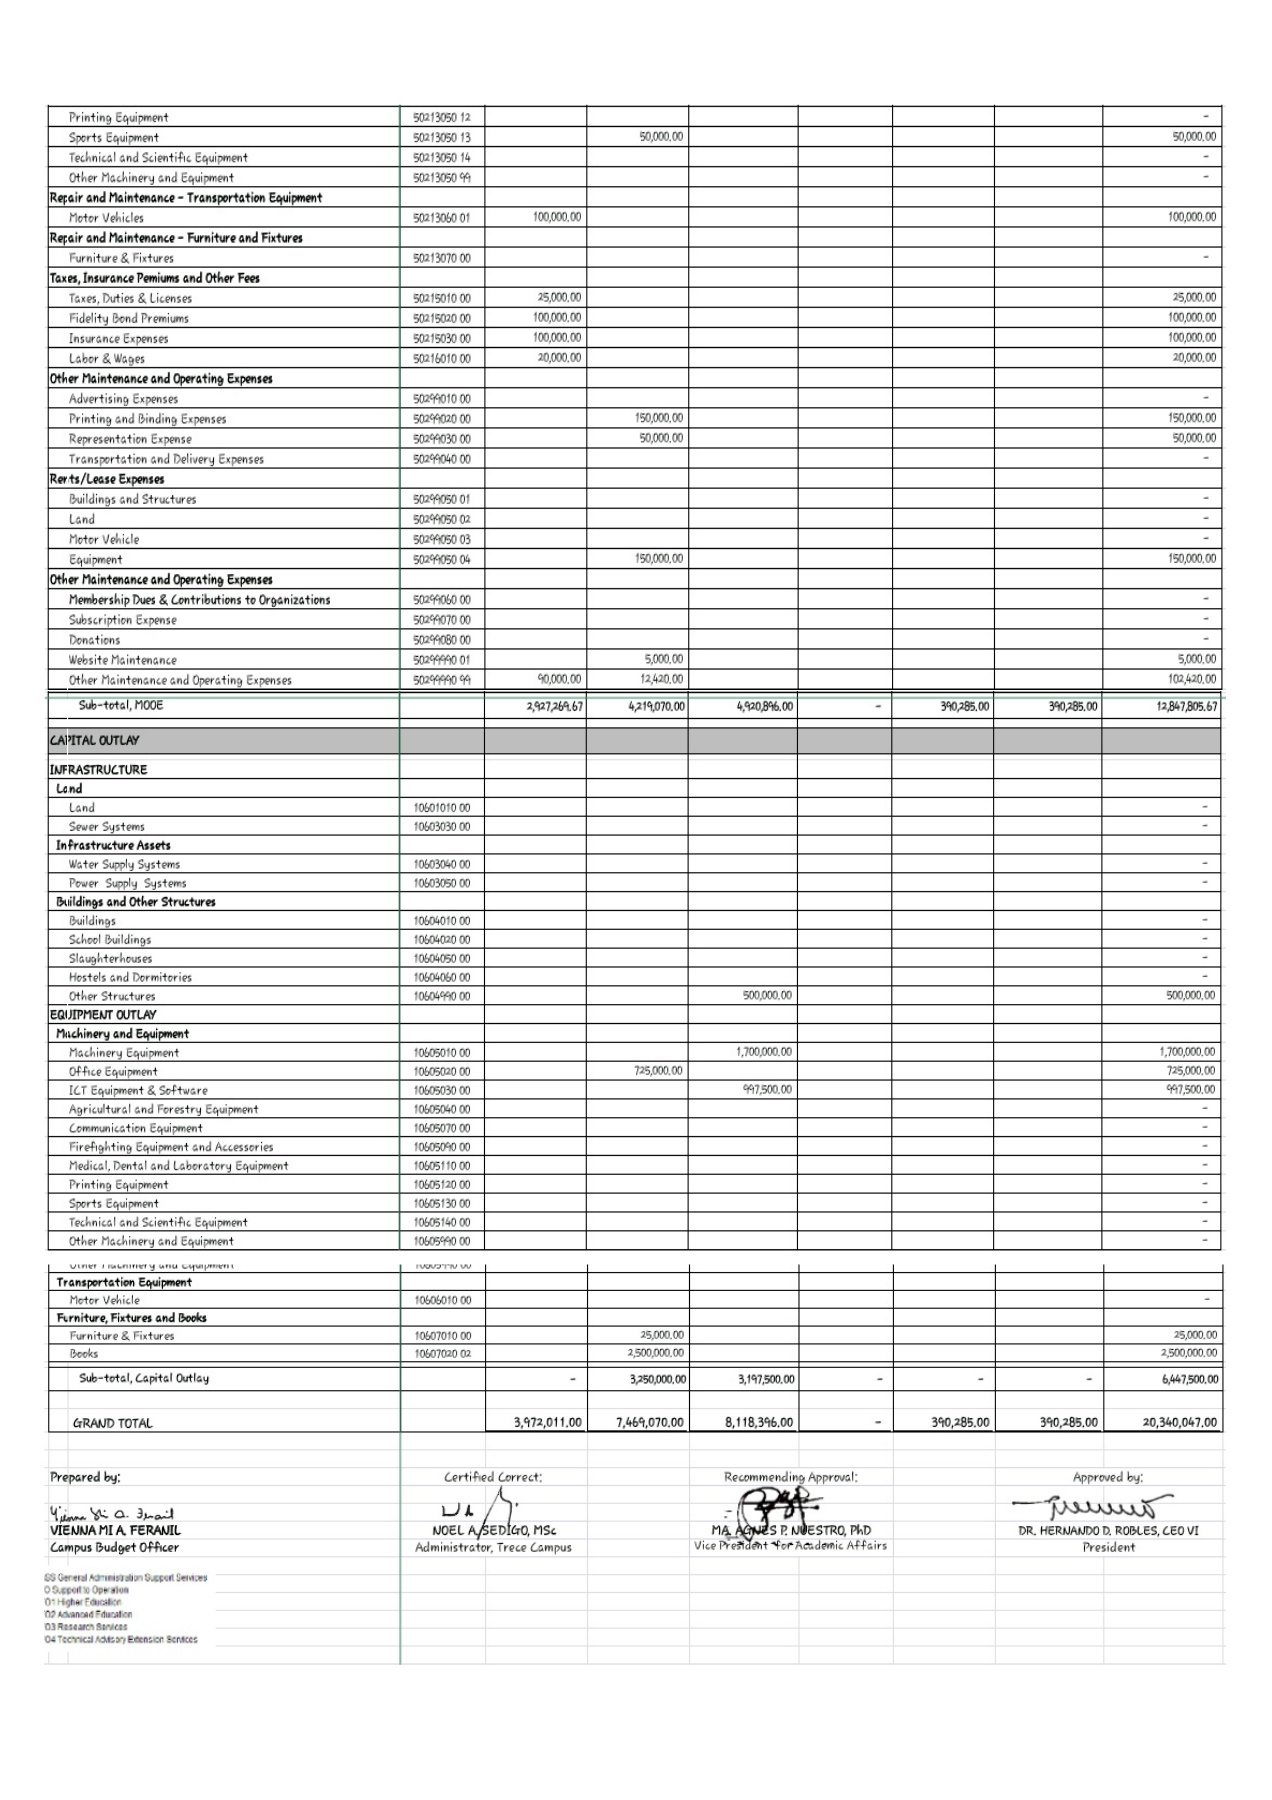 Printing Equipment 50213050 12 -
Sports Equipment 50213050 13 50,000.00 50,000.00
Technical and Scientific Equipment 50213050 14 -
Other Machinery and Equipment 50213050 99 -
Repair and Maintenance - Transportation Equipment
Motor Vehicles 50213060 01 100,000.00 100,000.00
Repair and Maintenance - Furniture and Fixtures
Furniture & Fixtures 50213070 00 -
Taxes, Insurance Pemiums and Other Fees
Taxes, Duties & Licenses 50215010 00 25,000.00 25,000.00
Fidelity Bond Premiums 50215020 00 100,000.00 100,000.00
Insurance Expenses 50215030 00 100,000.00 100,000.00
Labor & Wages 50216010 00 20,000.00 20,000.00
Other Maintenance and Operating Expenses
Advertising Expenses 50299010 00 -
Printing and Binding Expenses 50299020 00 150,000.00 150,000.00
Representation Expense 50299030 00 50,000.00 50,000.00
Transportation and Delivery Expenses 50299040 00 -
Rents/Lease Expenses
Buildings and Structures 50299050 01 -
Land 50299050 02 -
Motor Vehicle 50299050 03 -
Equipment 50299050 04 150,000.00 150,000.00
Other Maintenance and Operating Expenses
Membership Dues & Contributions to Organizations 50299060 00 -
Subscription Expense 50299070 00 -
Donations 50299080 00 -
Website Maintenance 50299990 01 5,000.00 5,000.00
Other Maintenance and Operating Expenses 50299990 99 90,000.00 12,420.00 102,420.00
Sub-total, MOOE 2,927,269.67 4,219,070.00 4,920,896.00 - 390,285.00 390,285.00 12,847,805.67
CAPITAL OUTLAY
INFRASTRUCTURE
Land
Land 10601010 00 -
Sewer Systems 10603030 00 -
Infrastructure Assets
Water Supply Systems 10603040 00 -
Power Supply Systems 10603050 00 -
Buildings and Other Structures
Buildings 10604010 00 -
School Buildings 10604020 00 -
Slaughterhouses 10604050 00 -
Hostels and Dormitories 10604060 00 -
Other Structures 10604990 00 500,000.00 500,000.00
EQUIPMENT OUTLAY
Machinery and Equipment
Machinery Equipment 10605010 00 1,700,000.00 1,700,000.00
Office Equipment 10605020 00 725,000.00 725,000.00
ICT Equipment & Software 10605030 00 997,500.00 997,500.00
Agricultural and Forestry Equipment 10605040 00 -
Communication Equipment 10605070 00 -
Firefighting Equipment and Accessories 10605090 00 -
Medical, Dental and Laboratory Equipment 10605110 00 -
Printing Equipment 10605120 00 -
Sports Equipment 10605130 00 -
Technical and Scientific Equipment 10605140 00 -
Other Machinery and Equipment 10605990 00 -
Other Machinery and Equipment 10605990 00
Transportation Equipment
Motor Vehicle 10606010 00 -
Furniture, Fixtures and Books
Furniture & Fixtures 10607010 00 25,000.00 25,000.00
Books 10607020 02 2,500,000.00 2,500,000.00
Sub-total, Capital Outlay - 3,250,000.00 3,197,500.00 - - - 6,447,500.00
GRAND TOTAL 3,972,011.00 7,469,070.00 8,118,396.00 - 390,285.00 390,285.00 20,340,047.00
Prepared by: Certified Correct: Recommending Approval: Approved by:
VIENNA MI A. FERANIL NOEL A. SEDIGO, MSc MA. AGNES P. NUESTRO, PhD DR. HERNANDO D. ROBLES, CEO VI
Campus Budget Officer Administrator, Trece Campus Vice President for Academic Affairs President
SS General Administration Support Services
O Support to Operation
01 Higher Education
02 Advanced Education
03 Research Services
04 Technical Advisory Extension Services